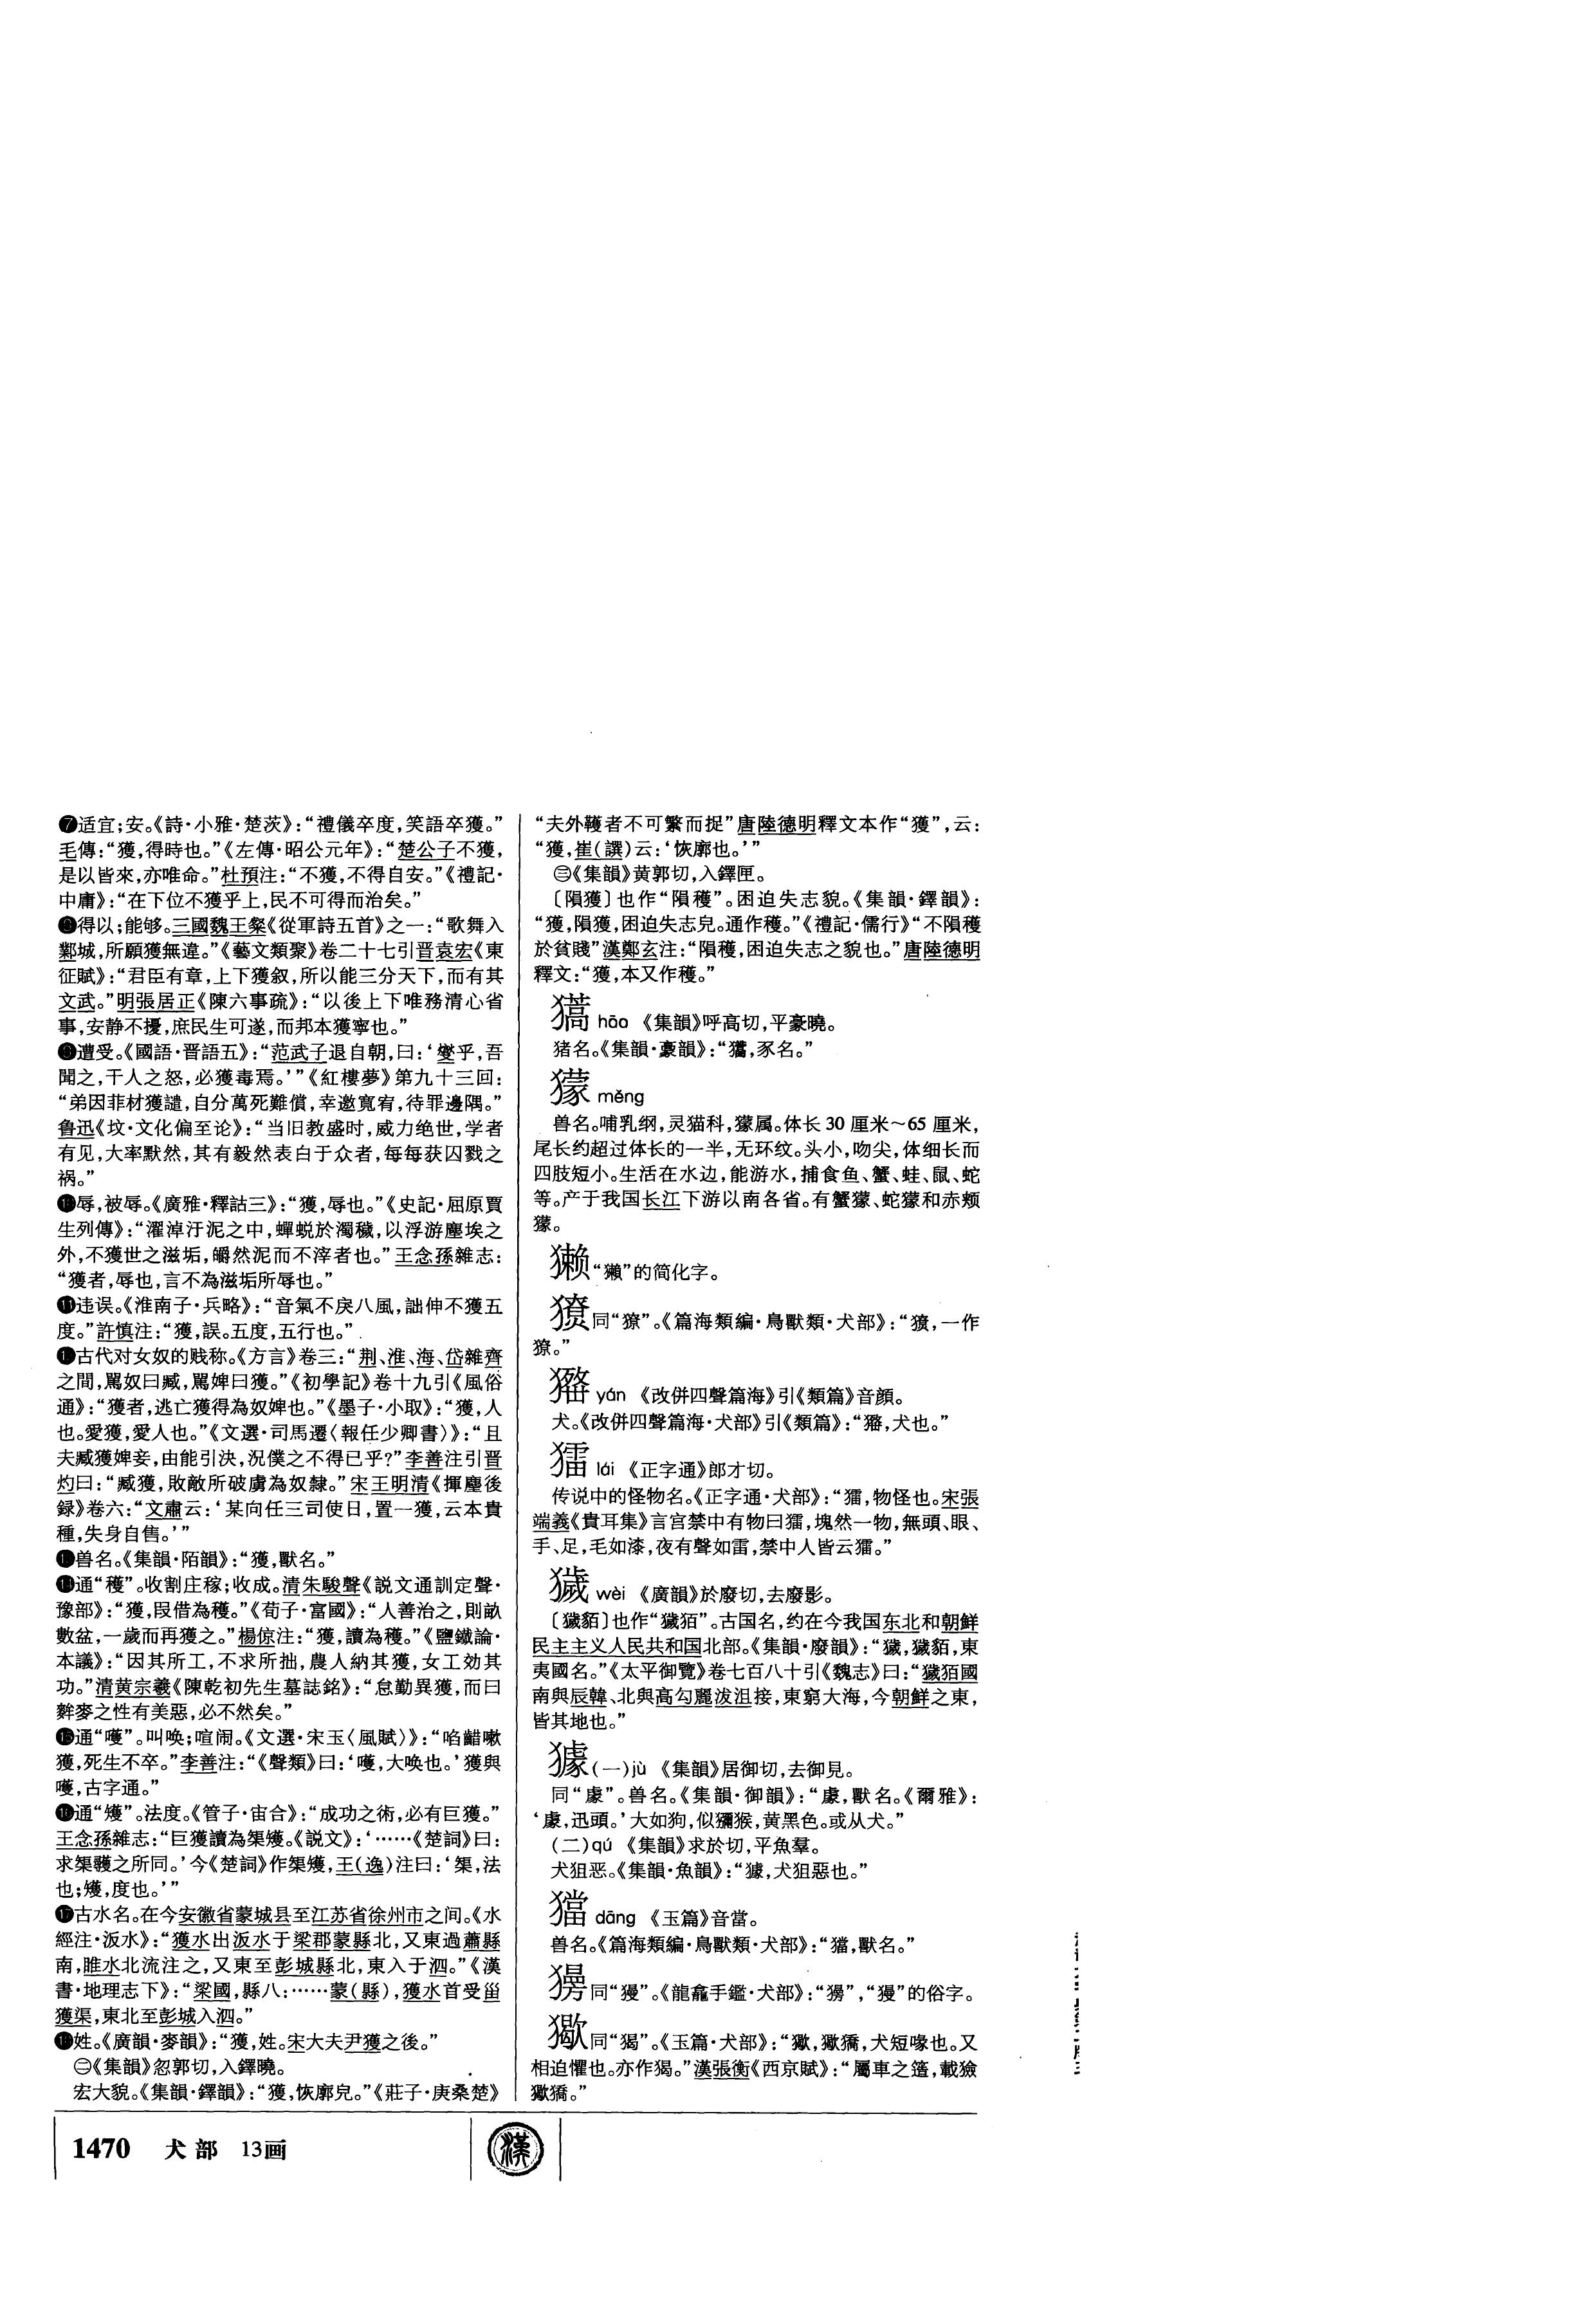 ❼适宜;安。《詩·小雅·楚茨》:“禮儀卒度,笑語卒獲。”
毛傳:“獲,得時也。”《左傳·昭公元年》:“楚公子不獲,
是以皆來,亦唯命。”杜預注:“不獲,不得自安。”《禮記·
中庸》:“在下位不獲乎上,民不可得而治矣。”
❽得以;能够。三國魏王粲《從軍詩五首》之一:“歌舞入
鄴城,所願獲無違。”《藝文類聚》卷二十七引晋袁宏《東
征賦》:“君臣有章,上下獲叙,所以能三分天下,而有其
文武。”明張居正《陳六事疏》:“以後上下唯務清心省
事,安静不擾,庶民生可遂,而邦本獲寧也。”
❾遭受。《國語·晋語五》:“范武子退自朝,曰:‘燮乎,吾
聞之,干人之怒,必獲毒焉。’”《紅樓夢》第九十三回:
“弟因菲材獲譴,自分萬死難償,幸邀寬宥,待罪邊隅。”
鲁迅《坟·文化偏至论》:“当旧教盛时,威力绝世,学者
有见,大率默然,其有毅然表白于众者,每每获囚戮之
祸。”
❿辱,被辱。《廣雅·釋詁三》:“獲,辱也。”《史記·屈原賈
生列傳》:“濯淖汙泥之中,蟬蜕於濁穢,以浮游塵埃之
外,不獲世之滋垢,皭然泥而不滓者也。”王念孫雜志:
“獲者,辱也,言不為滋垢所辱也。”
⓫违误。《淮南子·兵略》:“音氣不戾八風,詘伸不獲五
度。”許慎注:“獲,誤。五度,五行也。”
⓬古代对女奴的贱称。《方言》卷三:“荆、淮、海、岱雜齊
之間,駡奴曰臧,駡婢曰獲。”《初學記》卷十九引《風俗
通》:“獲者,逃亡獲得為奴婢也。”《墨子·小取》:“獲,人
也。愛獲,愛人也。”《文選·司馬遷〈報任少卿書〉》:“且
夫臧獲婢妾,由能引決,況僕之不得已乎?”李善注引晋
灼曰:“臧獲,敗敵所破虜為奴隸。”宋王明清《揮麈後
録》卷六:“文肅云:‘某向任三司使日,置一獲,云本貴
種,失身自售。’”
⓭兽名。《集韻·陌韻》:“獲,獸名。”
⓮通“穫”。收割庄稼;收成。清朱駿聲《説文通訓定聲·
豫部》:“獲,叚借為穫。”《荀子·富國》:“人善治之,則畝
數盆,一歲而再獲之。”楊倞注:“獲,讀為穫。”《鹽鐵論·
本議》:“因其所工,不求所拙,農人納其獲,女工効其
功。”清黄宗羲《陳乾初先生墓誌銘》:“怠勤異獲,而曰
麰麥之性有美惡,必不然矣。”
⓯通“嚄”。叫唤;喧闹。《文選·宋玉〈風賦〉》:“啗齰嗽
獲,死生不卒。”李善注:“《聲類》曰:‘嚄,大唤也。’獲與
嚄,古字通。”
⓰通“矱”。法度。《管子·宙合》:“成功之術,必有巨獲。”
王念孫雜志:“巨獲讀為榘矱。《説文》:‘……《楚詞》曰:
求榘彠之所同。’今《楚詞》作榘矱,王(逸)注曰:‘榘,法
也;矱,度也。’”
⓱古水名。在今安徽省蒙城县至江苏省徐州市之间。《水
經注·汳水》:“獲水出汳水于梁郡蒙縣北,又東過蕭縣
南,睢水北流注之,又東至彭城縣北,東入于泗。”《漢
書·地理志下》:“梁國,縣八:……蒙(縣),獲水首受甾
獲渠,東北至彭城入泗。”
⓲姓。《廣韻·麥韻》:“獲,姓。宋大夫尹獲之後。”
㊁《集韻》忽郭切,入鐸曉。
宏大貌。《集韻·鐸韻》:“獲,恢廓皃。”《莊子·庚桑楚》
“夫外韄者不可繁而捉”唐陸德明釋文本作“獲”,云:
“獲,崔(譔)云:‘恢廓也。’”
㊂《集韻》黄郭切,入鐸匣。
〔隕獲〕也作“隕穫”。困迫失志貌。《集韻·鐸韻》:
“獲,隕獲,困迫失志皃。通作穫。”《禮記·儒行》“不隕穫
於貧賤”漢鄭玄注:“隕穫,困迫失志之貌也。”唐陸德明
釋文:“獲,本又作穫。”
hāo 《集韻》呼高切,平豪曉。
猪名。《集韻·豪韻》:“,豕名。”
獴 měng
兽名。哺乳纲,灵猫科,獴属。体长30厘米~65厘米,
尾长约超过体长的一半,无环纹。头小,吻尖,体细长而
四肢短小。生活在水边,能游水,捕食鱼、蟹、蛙、鼠、蛇
等。产于我国长江下游以南各省。有蟹獴、蛇獴和赤颊
獴。
獭“獺”的简化字。
同“獠”。《篇海類編·鳥獸類·犬部》:“,一作
獠。”
yán 《改併四聲篇海》引《類篇》音顔。
犬。《改併四聲篇海·犬部》引《類篇》:“,犬也。”
㹎 lái 《正字通》郎才切。
传说中的怪物名。《正字通·犬部》:“,物怪也。宋張
端義《貴耳集》言宫禁中有物曰,塊然一物,無頭、眼、
手、足,毛如漆,夜有聲如雷,禁中人皆云。”
獩 wèi 《廣韻》於廢切,去廢影。
〔獩貊〕也作“獩狛”。古国名,约在今我国东北和朝鲜
民主主义人民共和国北部。《集韻·廢韻》:“獩,獩貊,東
夷國名。”《太平御覽》卷七百八十引《魏志》曰:“獩狛國
南與辰韓、北與高勾麗沷沮接,東窮大海,今朝鮮之東,
皆其地也。”
㹌(一)jù 《集韻》居御切,去御見。
同“豦”。兽名。《集韻·御韻》:“豦,獸名。《爾雅》:
‘豦,迅頭。’大如狗,似獼猴,黄黑色。或从犬。”
(二)qú 《集韻》求於切,平魚羣。
犬狙恶。《集韻·魚韻》:“,犬狙惡也。”
dāng 《玉篇》音當。
兽名。《篇海類編·鳥獸類·犬部》:“,獸名。”
同“獌”。《龍龕手鑑·犬部》:“”,“獌”的俗字。
同“猲”。《玉篇·犬部》:“,獢,犬短喙也。又
相迫懼也。亦作猲。”漢張衡《西京賦》:“屬車之簉,載獫
獢。”
1470 犬部 13画
漢